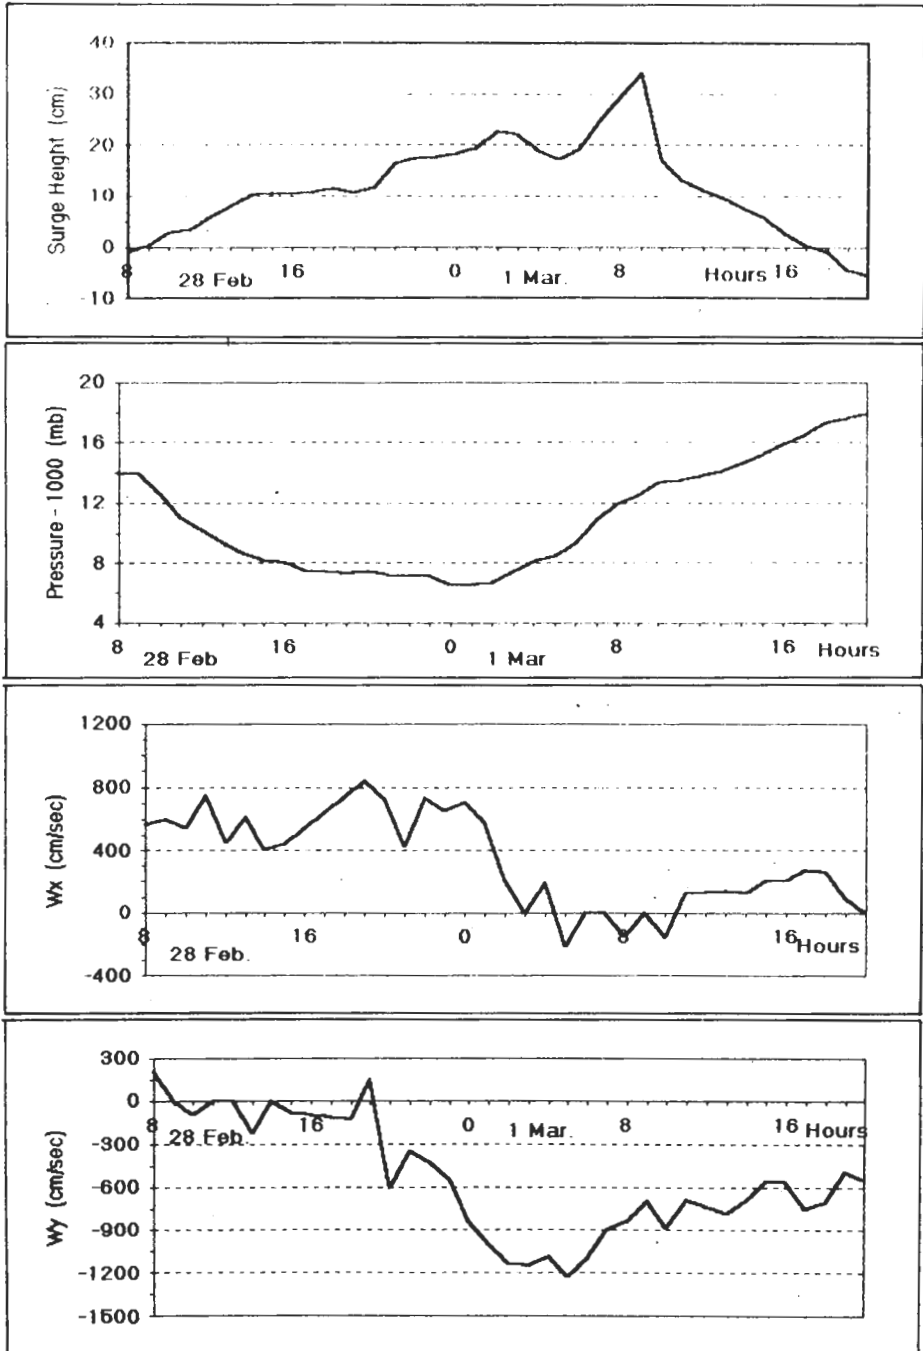 40
30
20
10
0
10
Surge Height (cm)
8 28 Feb 16 0 1 Mar. 8 Hours 16
20
16
12
8
4
Pressure - 1000 (mb)
8 28 Feb 16 0 1 Mar 8 16 Hours
1200
800
400
0
-400
Wx (cm/sec)
8 28 Feb. 16 0 8 16 Hours
300
0
-300
-600
-900
-1200
-1500
Wy (cm/sec)
8 28 Feb. 16 0 1 Mar. 8 16 Hours